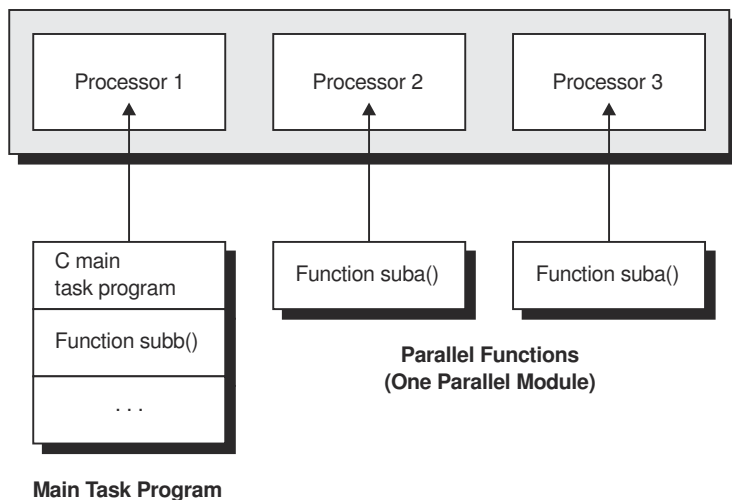 Processor 1
Processor 2
Processor 3
C main
task program
Function subb()
. . .
Function suba()
Function suba()
Parallel Functions
(One Parallel Module)
Main Task Program